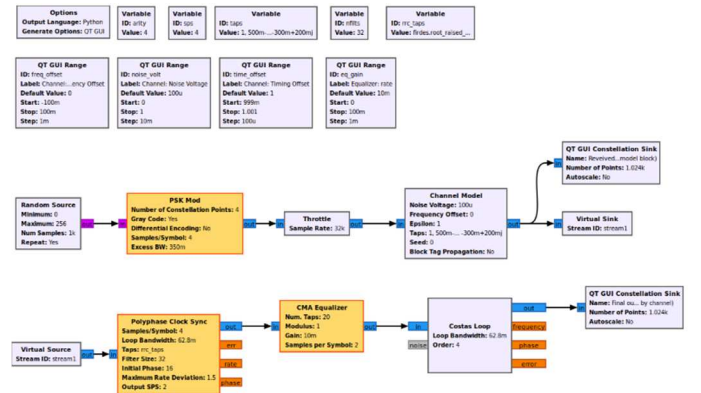 Options
Output Language: Python
Generate Options: QT GUI
Variable
ID: arity
Value: 4
Variable
ID: sps
Value: 4
Variable
ID: taps
Value: 1, 500m-...-300m+200mj
Variable
ID: nfilts
Value: 32
Variable
ID: rrc_taps
Value: firdes.root_raised_...
QT GUI Range
ID: freq_offset
Label: Channel:...ency Offset
Default Value: 0
Start: -100m
Stop: 100m
Step: 1m
QT GUI Range
ID: noise_volt
Label: Channel: Noise Voltage
Default Value: 100u
Start: 0
Stop: 1
Step: 10m
QT GUI Range
ID: time_offset
Label: Channel: Timing Offset
Default Value: 1
Start: 999m
Stop: 1.001
Step: 100u
QT GUI Range
ID: eq_gain
Label: Equalizer: rate
Default Value: 10m
Start: 0
Stop: 100m
Step: 1m
Random Source
Minimum: 0
Maximum: 256
Num Samples: 1k
Repeat: Yes
out
in
PSK Mod
Number of Constellation Points: 4
Gray Code: Yes
Differential Encoding: No
Samples/Symbol: 4
Excess BW: 350m
out
in
Throttle
Sample Rate: 32k
out
in
Channel Model
Noise Voltage: 100u
Frequency Offset: 0
Epsilon: 1
Taps: 1, 500m-... -300m+200mj
Seed: 0
Block Tag Propagation: No
out
in
QT GUI Constellation Sink
Name: Reveived...model block)
Number of Points: 1.024k
Autoscale: No
in
Virtual Sink
Stream ID: stream1
Virtual Source
Stream ID: stream1
out
in
Polyphase Clock Sync
Samples/Symbol: 4
Loop Bandwidth: 62.8m
Taps: rrc_taps
Filter Size: 32
Initial Phase: 16
Maximum Rate Deviation: 1.5
Output SPS: 2
out
err
rate
phase
in
CMA Equalizer
Num. Taps: 20
Modulus: 1
Gain: 10m
Samples per Symbol: 2
out
in
noise
Costas Loop
Loop Bandwidth: 62.8m
Order: 4
out
frequency
phase
error
in
QT GUI Constellation Sink
Name: Final ou... by channel)
Number of Points: 1.024k
Autoscale: No